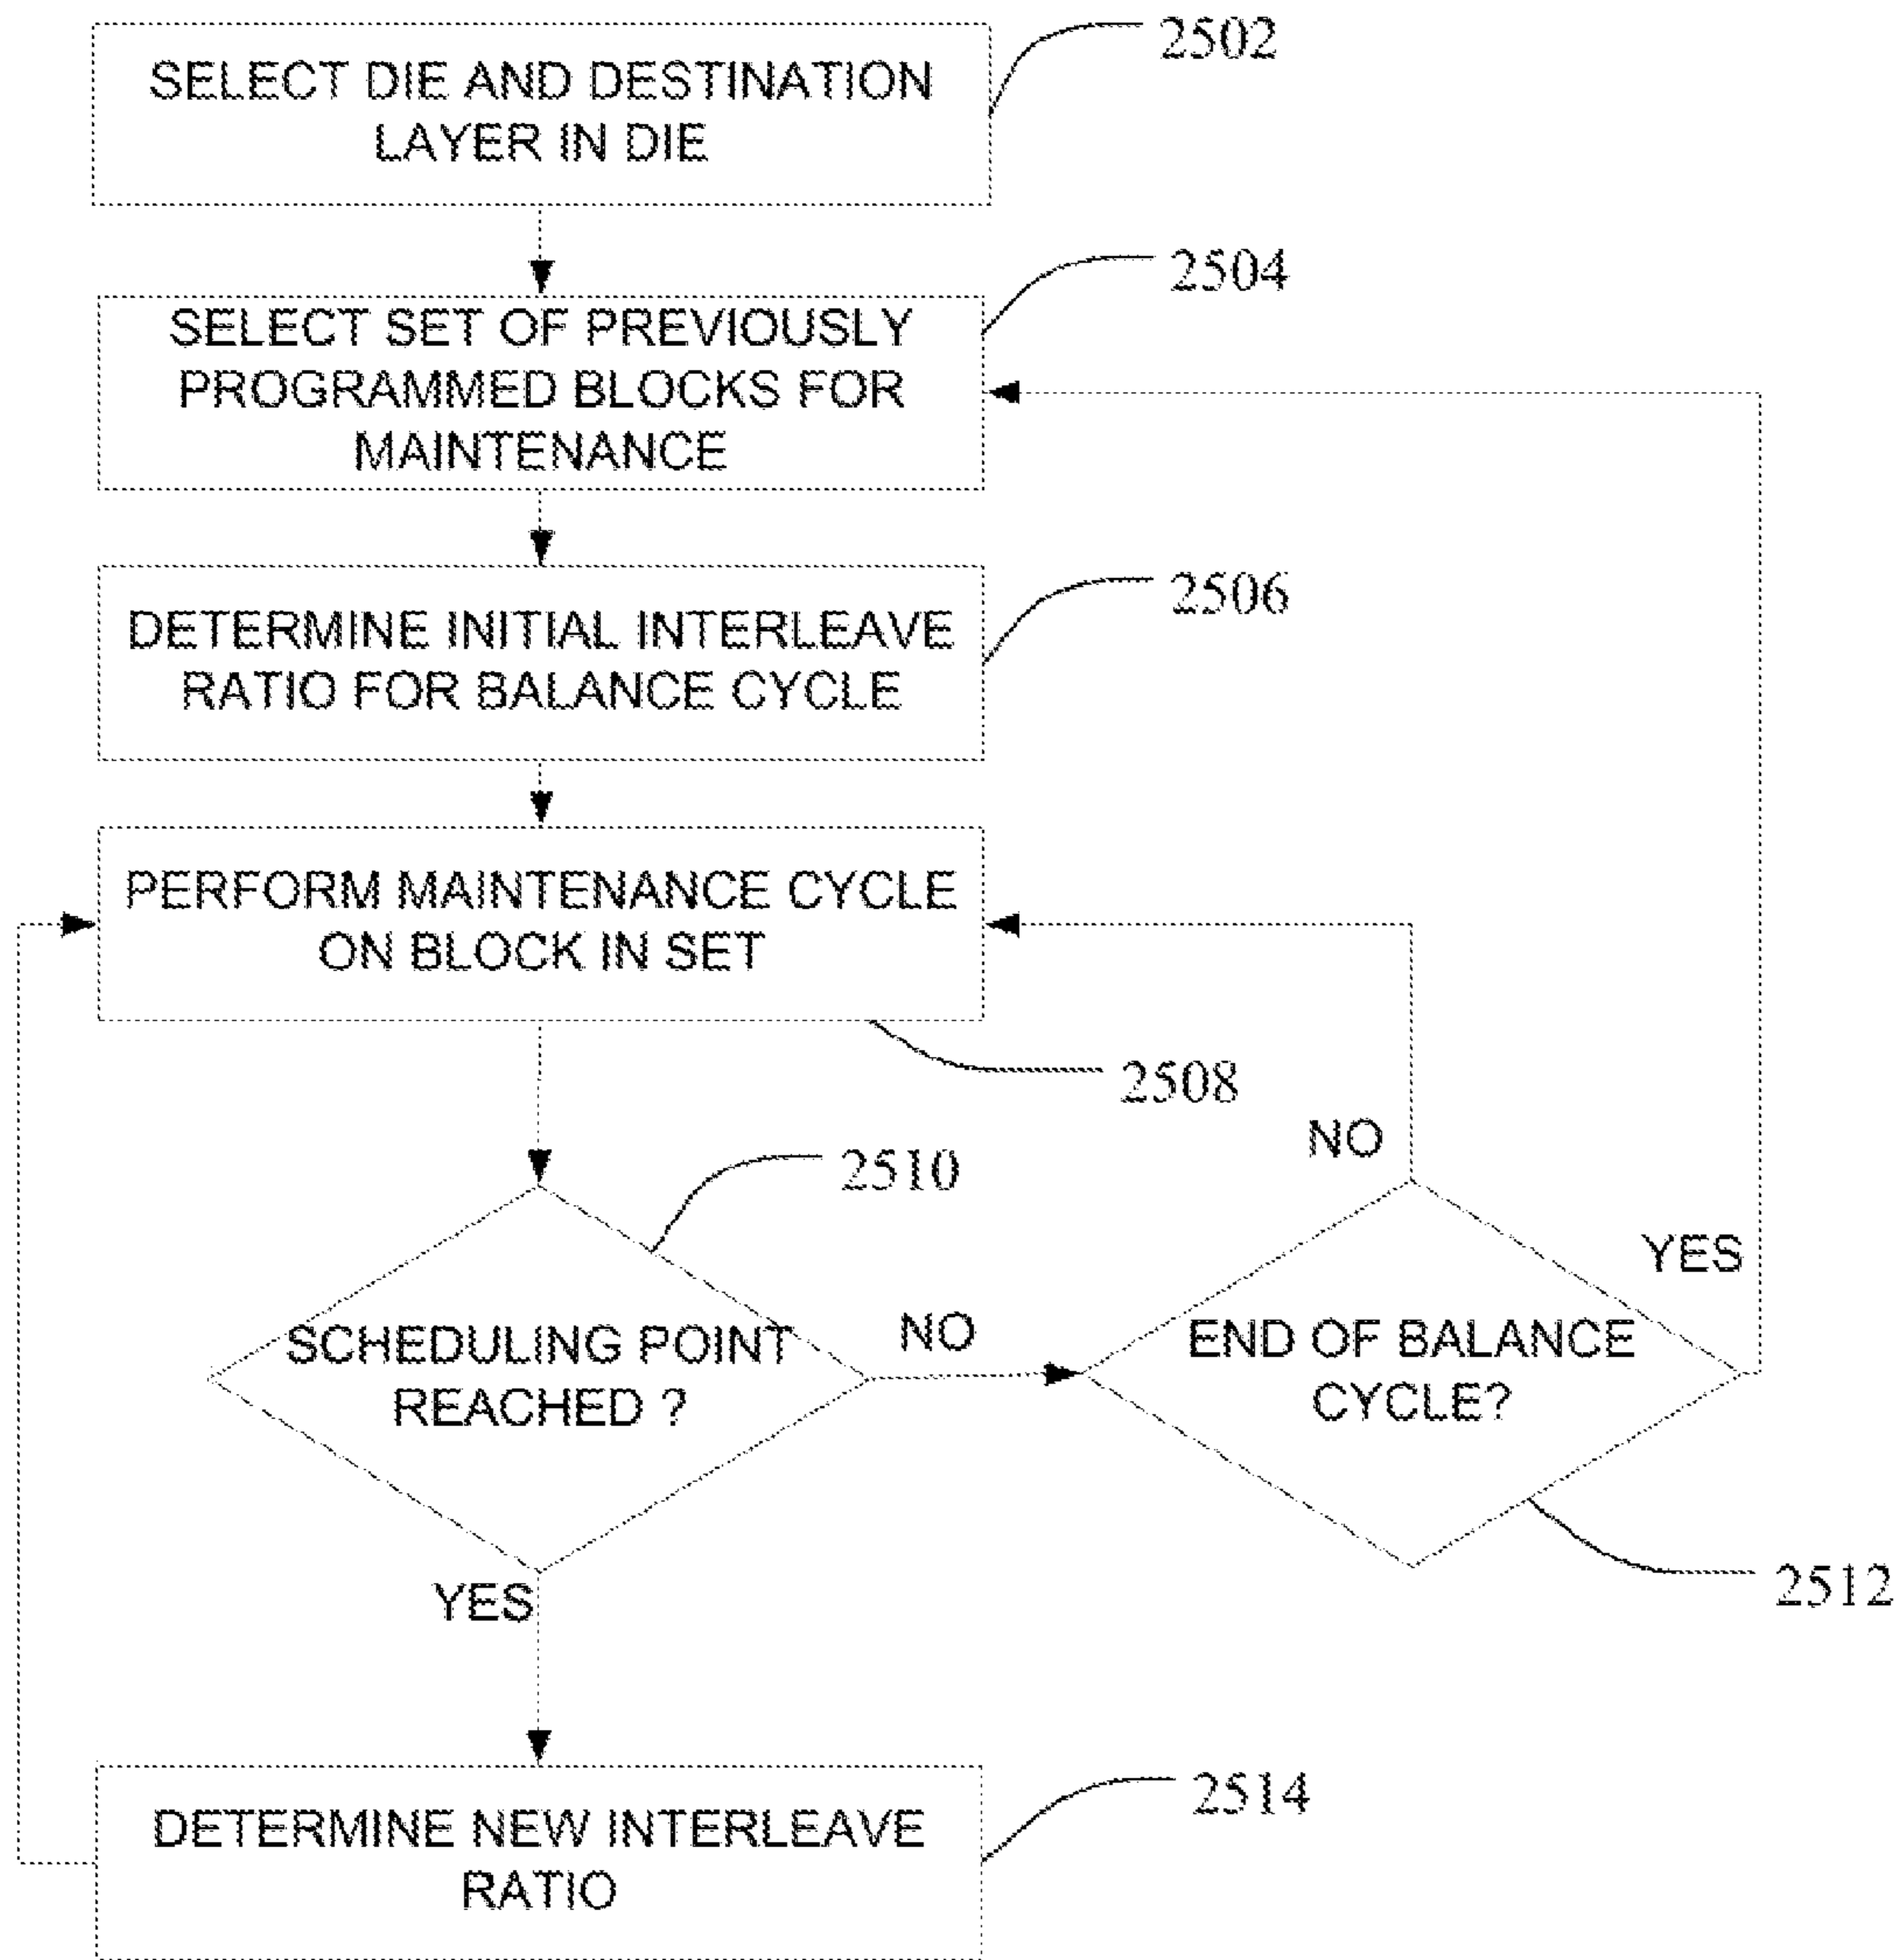 2502
SELECT DIE AND DESTINATION
LAYER IN DIE
2504
SELECT SET OF PREVIOUSLY
PROGRAMMED BLOCKS FOR
MAINTENANCE
2506
DETERMINE INITIAL INTERLEAVE
RATIO FOR BALANCE CYCLE
PERFORM MAINTENANCE CYCLE
ON BLOCK IN SET
2508
2510
SCHEDULING POINT
REACHED ?
NO
YES
END OF BALANCE
CYCLE?
NO
YES
2512
2514
DETERMINE NEW INTERLEAVE
RATIO